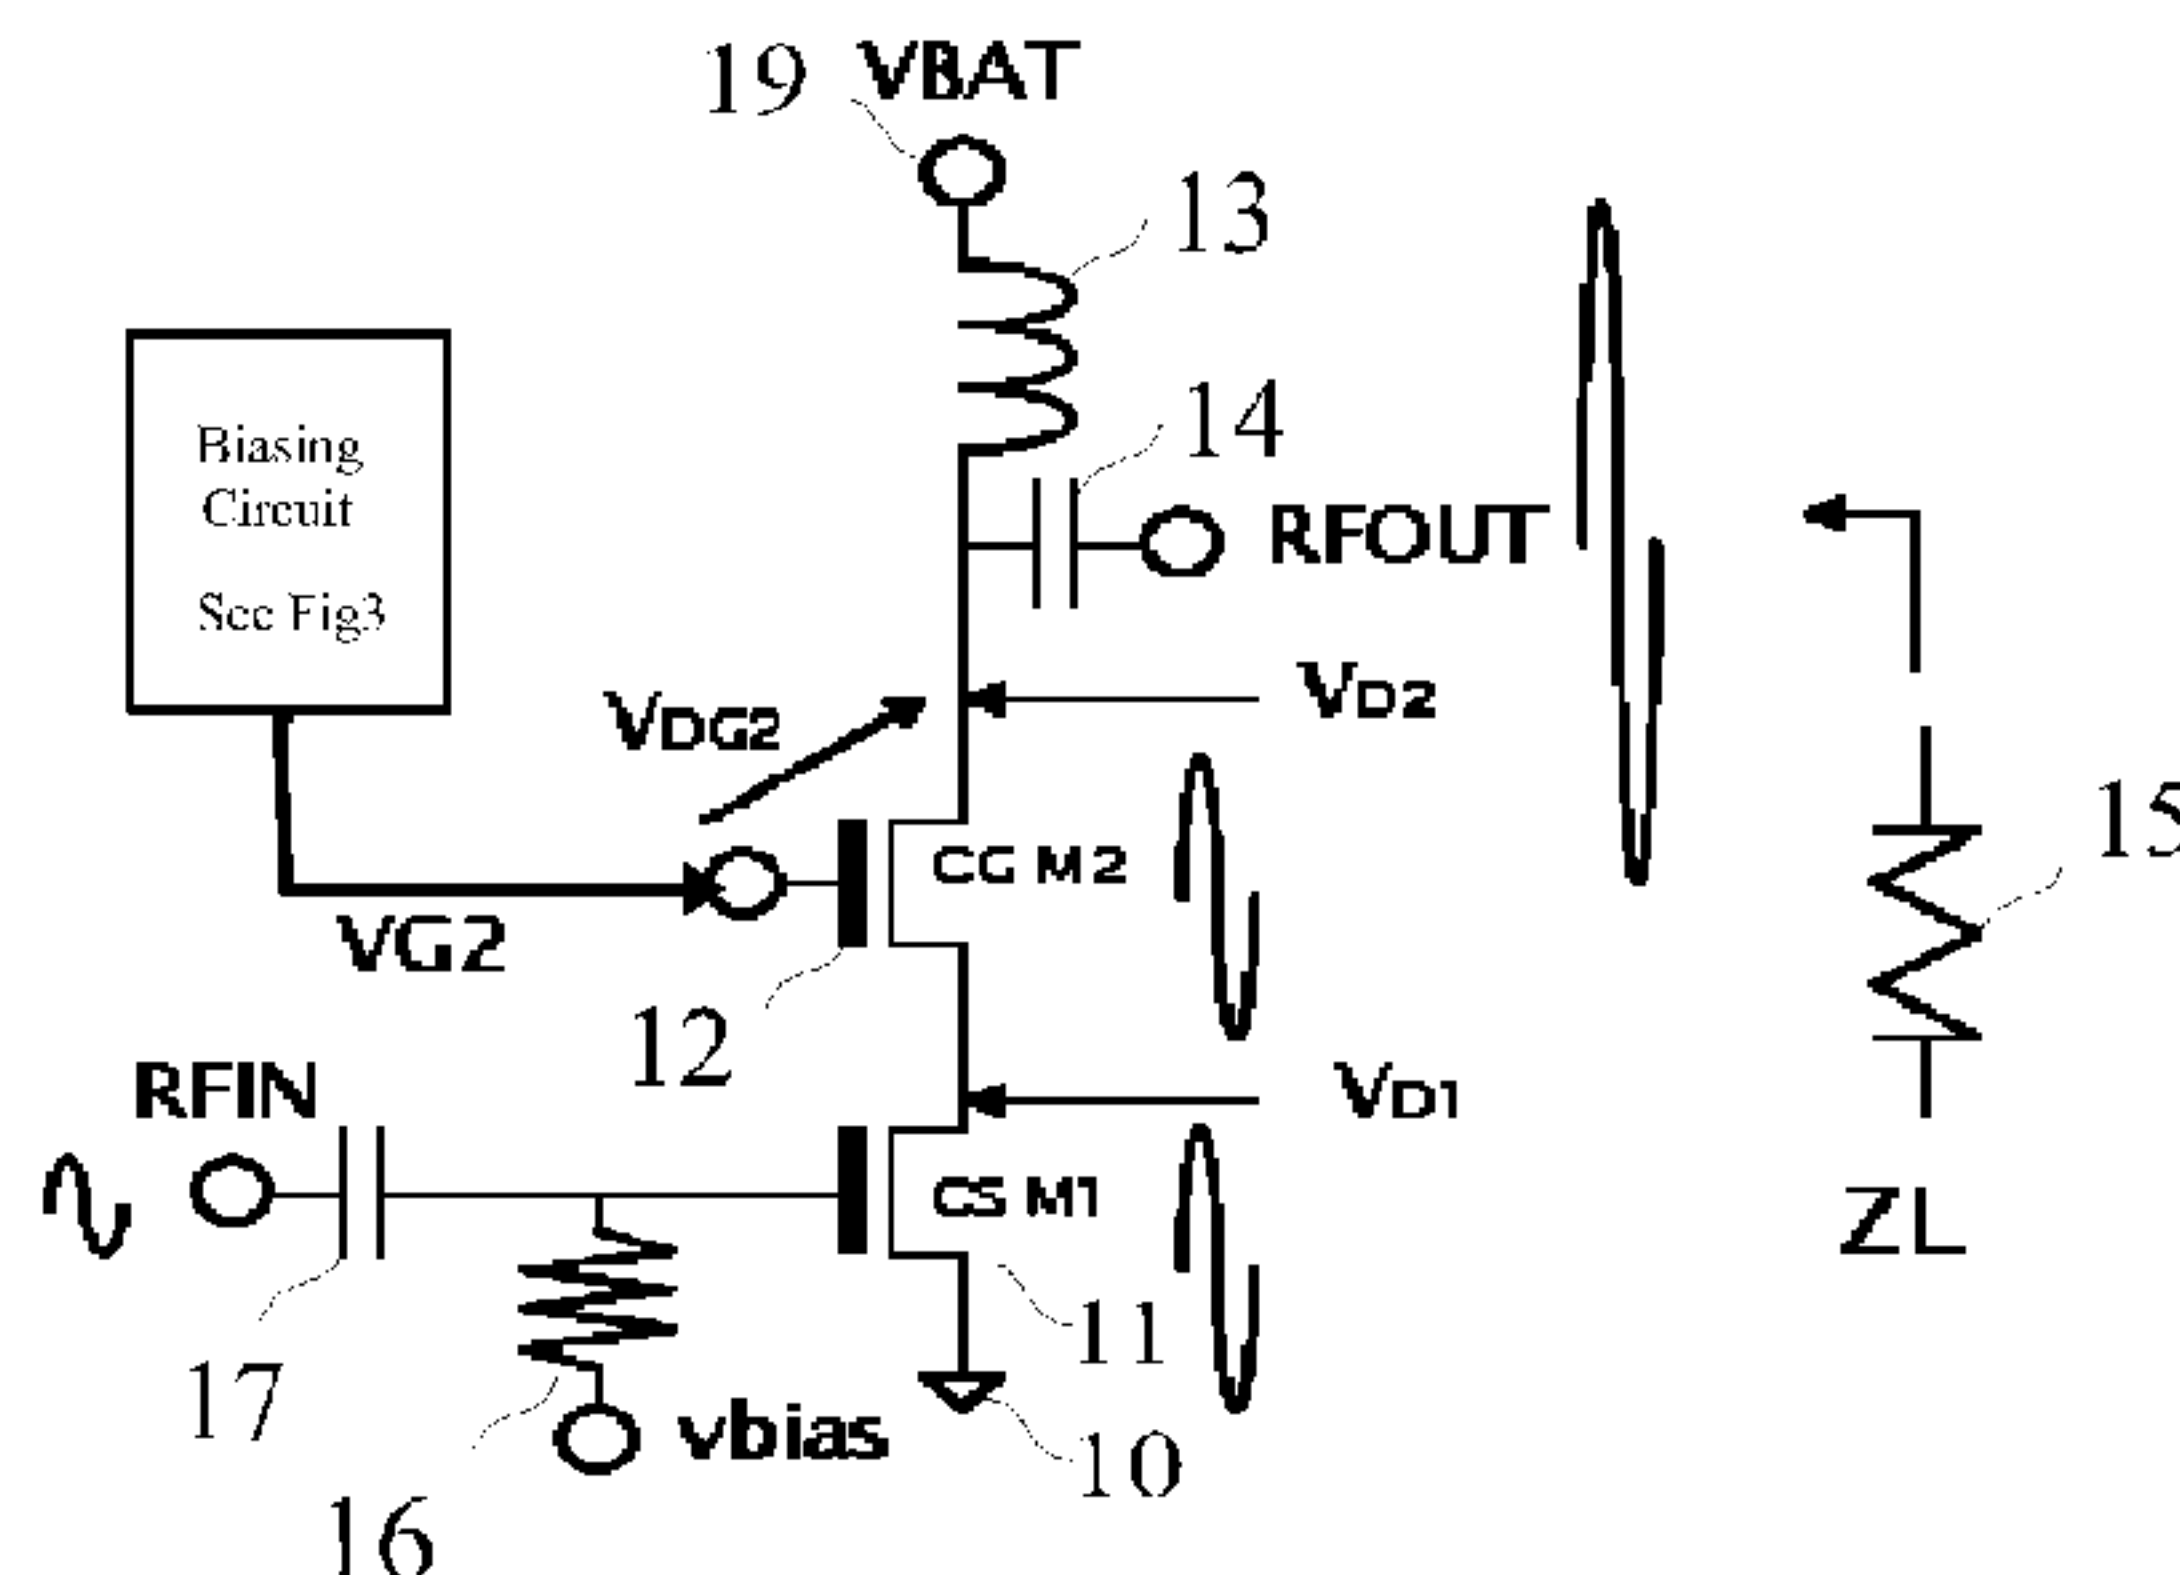 19 VBAT
13
14
Biasing
Circuit
See Fig3
RFOUT
VDG2
VD2
15
CG M2
VG2
12
RFIN
VD1
CS M1
ZL
11
17
vbias
10
16